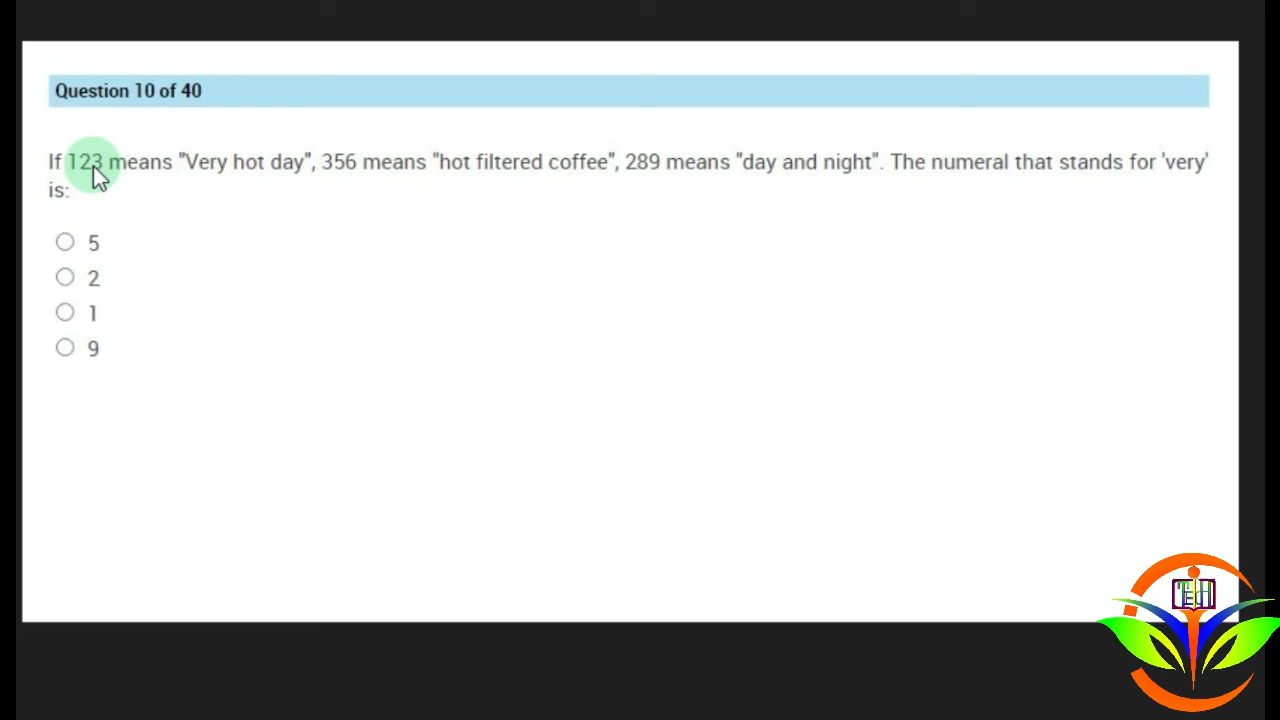 Question 10 of 40
If 123 means "Very hot day", 356 means "hot filtered coffee", 289 means "day and night". The numeral that stands for 'very'
is:
5
2
1
9